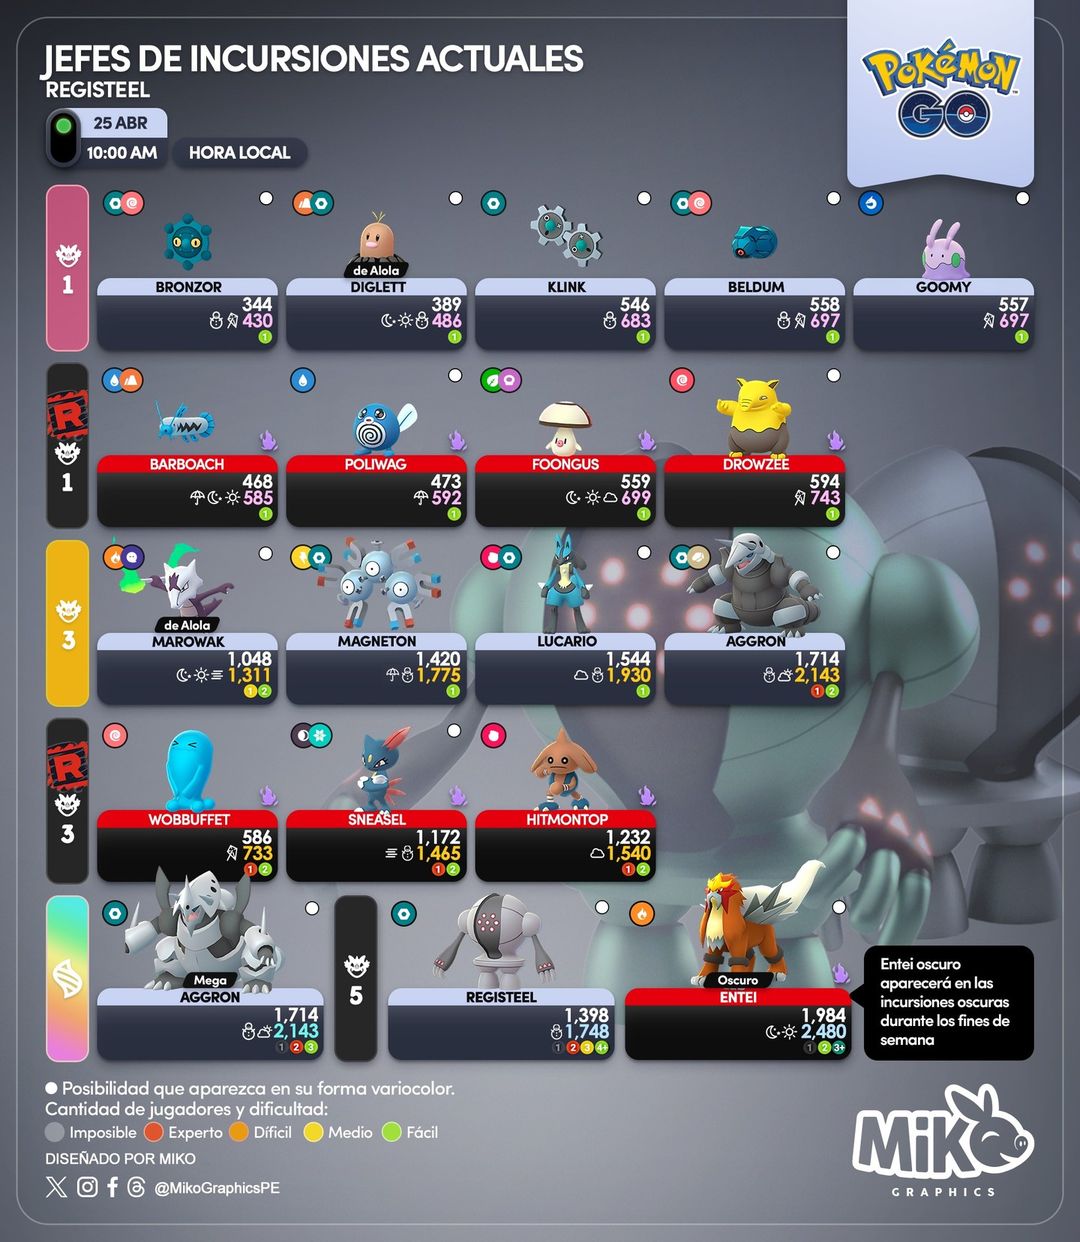 JEFES DE INCURSIONES ACTUALES
REGISTEEL
25 ABR
10:00 AM HORA LOCAL
POKéMON
GO
1
BRONZOR
344
430
1
de Alola
DIGLETT
389
486
1
KLINK
546
683
1
BELDUM
558
697
1
GOOMY
557
697
1
R
1
BARBOACH
468
585
1
POLIWAG
473
592
1
FOONGUS
559
699
1
DROWZEE
594
743
1
3
de Alola
MAROWAK
1,048
1,311
1 2
MAGNETON
1,420
1,775
1
LUCARIO
1,544
1,930
1
AGGRON
1,714
2,143
1 2
R
3
WOBBUFFET
586
733
1 2
SNEASEL
1,172
1,465
1 2
HITMONTOP
1,232
1,540
1 2
Mega
AGGRON
1,714
2,143
1 2 3
5
REGISTEEL
1,398
1,748
1 2 3 4+
Oscuro
ENTEI
1,984
2,480
1 2 3+
Entei oscuro
aparecerá en las
incursiones oscuras
durante los fines de
semana
Posibilidad que aparezca en su forma variocolor.
Cantidad de jugadores y dificultad:
Imposible Experto Difícil Medio Fácil
DISEÑADO POR MIKO
@MikoGraphicsPE
MiKO
GRAPHICS